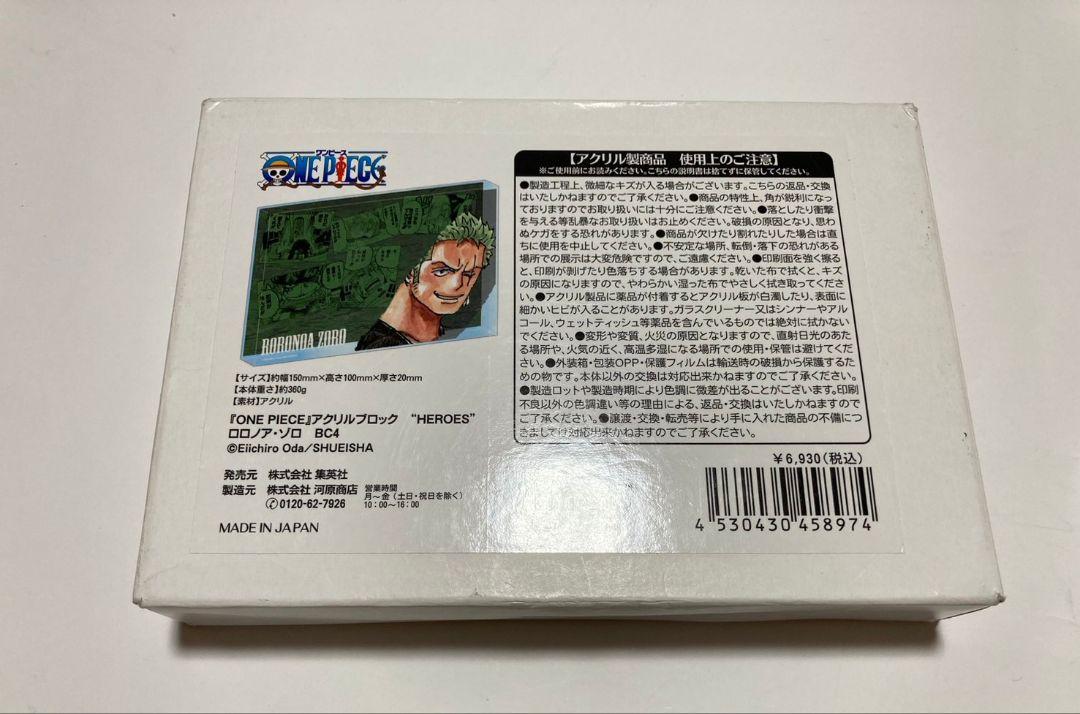 ワンピース
ONE PIECE
RORONOA ZORO
【サイズ】約幅150mm×高さ100mm×厚さ20mm
【本体重さ】約360g
【素材】アクリル
『ONE PIECE』アクリルブロック “HEROES”
ロロノア・ゾロ BC4
©Eiichiro Oda/SHUEISHA
発売元 株式会社 集英社
製造元 株式会社 河原商店 営業時間
月～金（土日・祝日を除く）
0120-62-7926 10:00～16:00
MADE IN JAPAN
【アクリル製商品 使用上のご注意】
※ご使用前にお読みください。こちらの説明書は捨てずに保管してください。
●製造工程上、微細なキズが入る場合がございます。こちらの返品・交換
はいたしかねますのでご了承ください。●商品の特性上、角が鋭利になっ
ておりますのでお取り扱いには十分にご注意ください。●落としたり衝撃
を与える等乱暴なお取り扱いはお止めください。破損の原因となり、思わ
ぬケガをする恐れがあります。●商品が欠けたり割れたりした場合は直
ちに使用を中止してください。●不安定な場所、転倒・落下の恐れがある
場所での展示は大変危険ですので、ご遠慮ください。●印刷面を強く擦る
と、印刷が剥げたり色落ちする場合があります。乾いた布で拭くと、キズ
の原因になりますので、やわらかい湿った布でやさしく拭き取ってくださ
い。●アクリル製品に薬品が付着するとアクリル板が白濁したり、表面に
細かいヒビが入ることがあります。ガラスクリーナー又はシンナーやアル
コール、ウェットティッシュ等薬品を含んでいるものでは絶対に拭かない
でください。●変形や変質、火災の原因となりますので、直射日光のあた
る場所や、火気の近く、高温多湿になる場所での使用・保管は避けてくだ
さい。●外装箱・包装OPP・保護フィルムは輸送時の破損から保護するた
めの物です。本体以外の交換は対応出来かねますのでご了承ください。
●製造ロットや製造時期により色調に微差が出ることがございます。印刷
不良以外の色調違い等の理由による、返品・交換はいたしかねますので
ご了承ください。●譲渡・交換・転売等により手に入れた商品の不備につ
きましては対応出来かねますのでご了承ください。
￥6,930(税込)
4 530430 458974